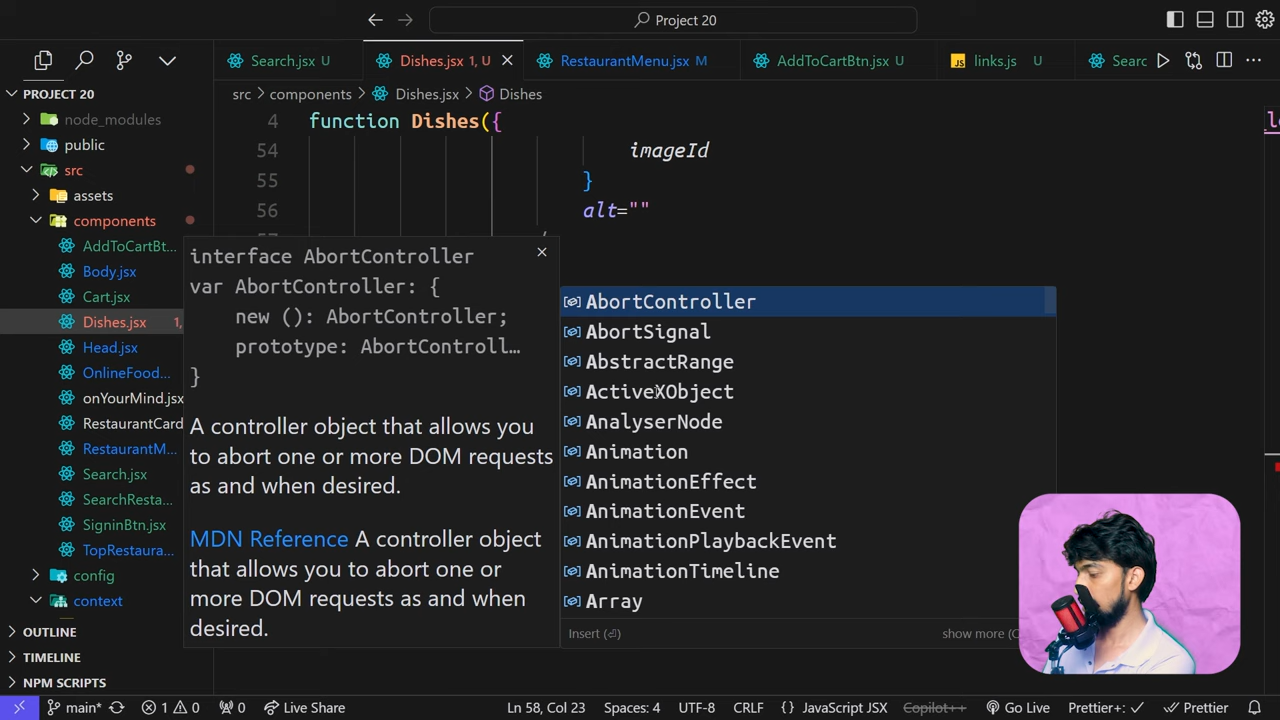 Project 20
Search.jsx U
Dishes.jsx 1, U
RestaurantMenu.jsx M
AddToCartBtn.jsx U
links.js U
Searc
PROJECT 20
src > components > Dishes.jsx > Dishes
node_modules
public
src
assets
components
AddToCartBt...
Body.jsx
Cart.jsx
Dishes.jsx 1,
Head.jsx
OnlineFood...
onYourMind.jsx
RestaurantCard
RestaurantM...
Search.jsx
SearchResta...
SigninBtn.jsx
TopRestaura...
config
context
OUTLINE
TIMELINE
NPM SCRIPTS
4 function Dishes({
54 imageId
55 }
56 alt=""
interface AbortController
var AbortController: {
new (): AbortController;
prototype: AbortControll…
}
A controller object that allows you
to abort one or more DOM requests
as and when desired.
MDN Reference A controller object
that allows you to abort one or
more DOM requests as and when
desired.
AbortController
AbortSignal
AbstractRange
ActiveXObject
AnalyserNode
Animation
AnimationEffect
AnimationEvent
AnimationPlaybackEvent
AnimationTimeline
Array
Insert (⏎)
show more (C
main* 1 0 0 Live Share Ln 58, Col 23 Spaces: 4 UTF-8 CRLF {} JavaScript JSX Copilot++ Go Live Prettier+: ✓ Prettier